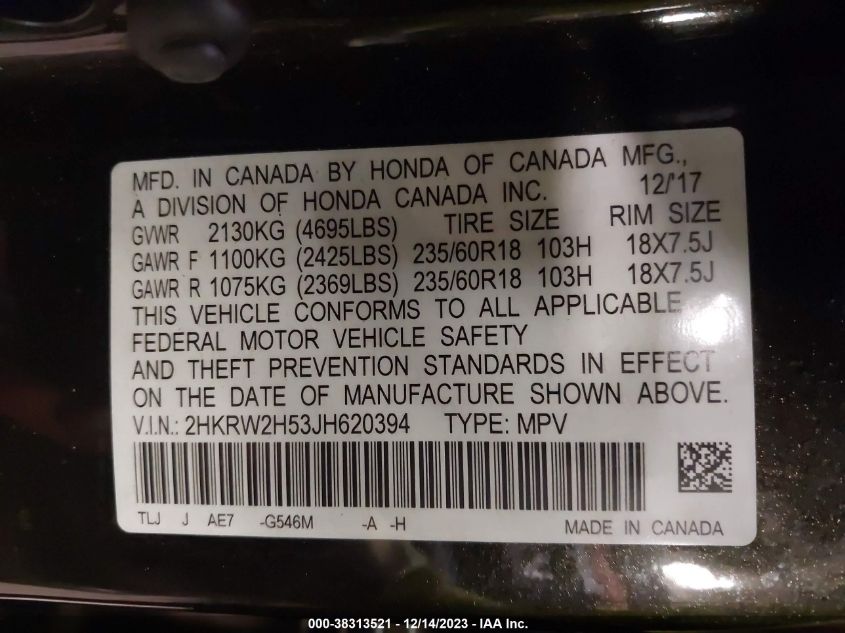 MFD. IN CANADA BY HONDA OF CANADA MFG.,
A DIVISION OF HONDA CANADA INC. 12/'17
GVWR 2130KG (4695LBS) TIRE SIZE RIM SIZE
GAWR F 1100KG (2425LBS) 235/60R18 103H 18X7.5J
GAWR R 1075KG (2369LBS) 235/60R18 103H 18X7.5J
THIS VEHICLE CONFORMS TO ALL APPLICABLE
FEDERAL MOTOR VEHICLE SAFETY
AND THEFT PREVENTION STANDARDS IN EFFECT
ON THE DATE OF MANUFACTURE SHOWN ABOVE.
V.I.N.: 2HKRW2H53JH620394 TYPE: MPV
TLJ J AE7 -G546M -A -H MADE IN CANADA
000-38313521 - 12/14/2023 - IAA Inc.